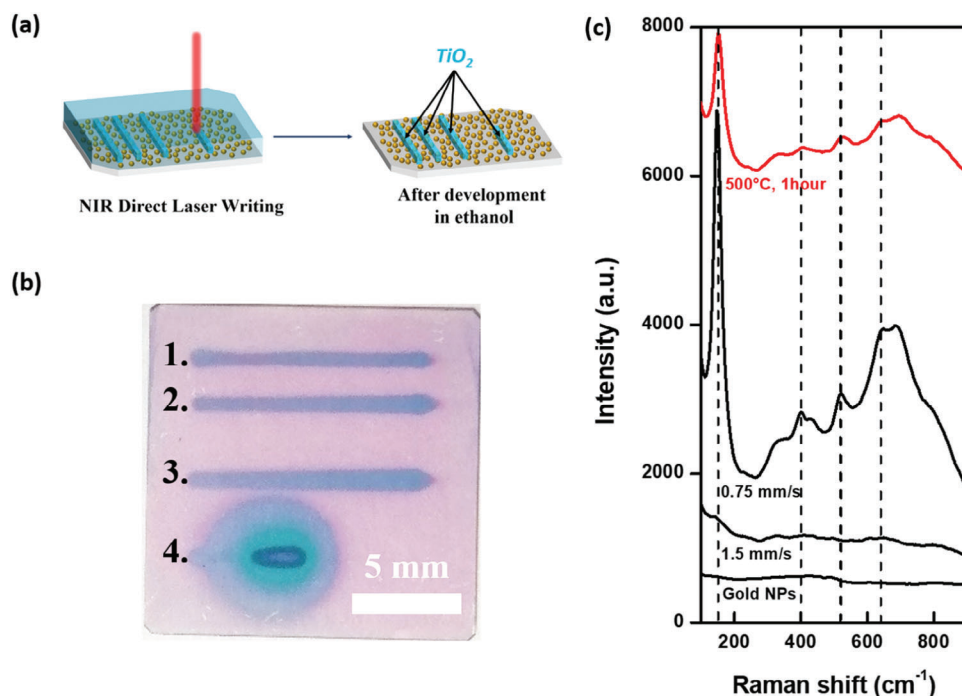 (a)
TiO2
NIR Direct Laser Writing
After development
in ethanol
(b)
1.
2.
3.
4.
5 mm
(c)
8000
6000
4000
2000
0
Intensity (a.u.)
500°C, 1hour
0.75 mm/s
1.5 mm/s
Gold NPs
200 400 600 800
Raman shift (cm-1)